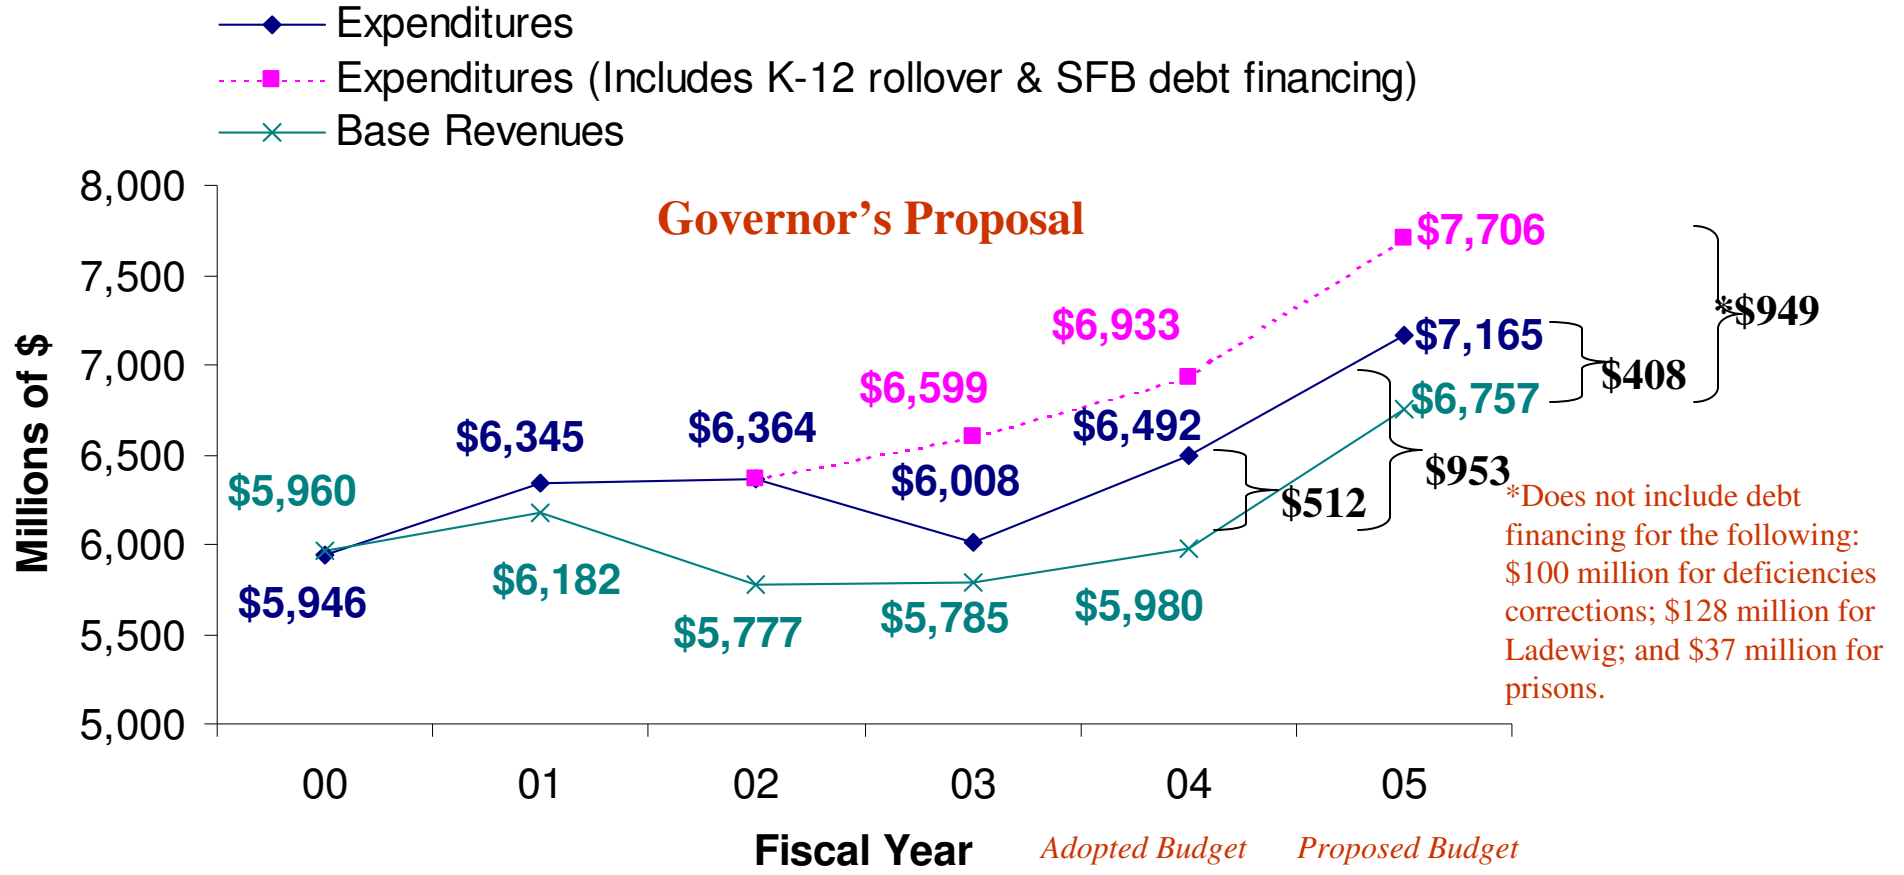 Expenditures
Expenditures (Includes K-12 rollover & SFB debt financing)
Base Revenues
Governor's Proposal
Millions of $
8,000
7,500
7,000
6,500
6,000
5,500
5,000
$7,706
*$949
$6,933
$7,165
$408
$6,599
$6,757
$6,345
$6,364
$6,492
$953
$5,960
$6,008
$512
*Does not include debt
financing for the following:
$100 million for deficiencies
corrections; $128 million for
Ladewig; and $37 million for
prisons.
$5,946
$6,182
$5,777
$5,785
$5,980
00
01
02
03
04
05
Fiscal Year
Adopted Budget
Proposed Budget